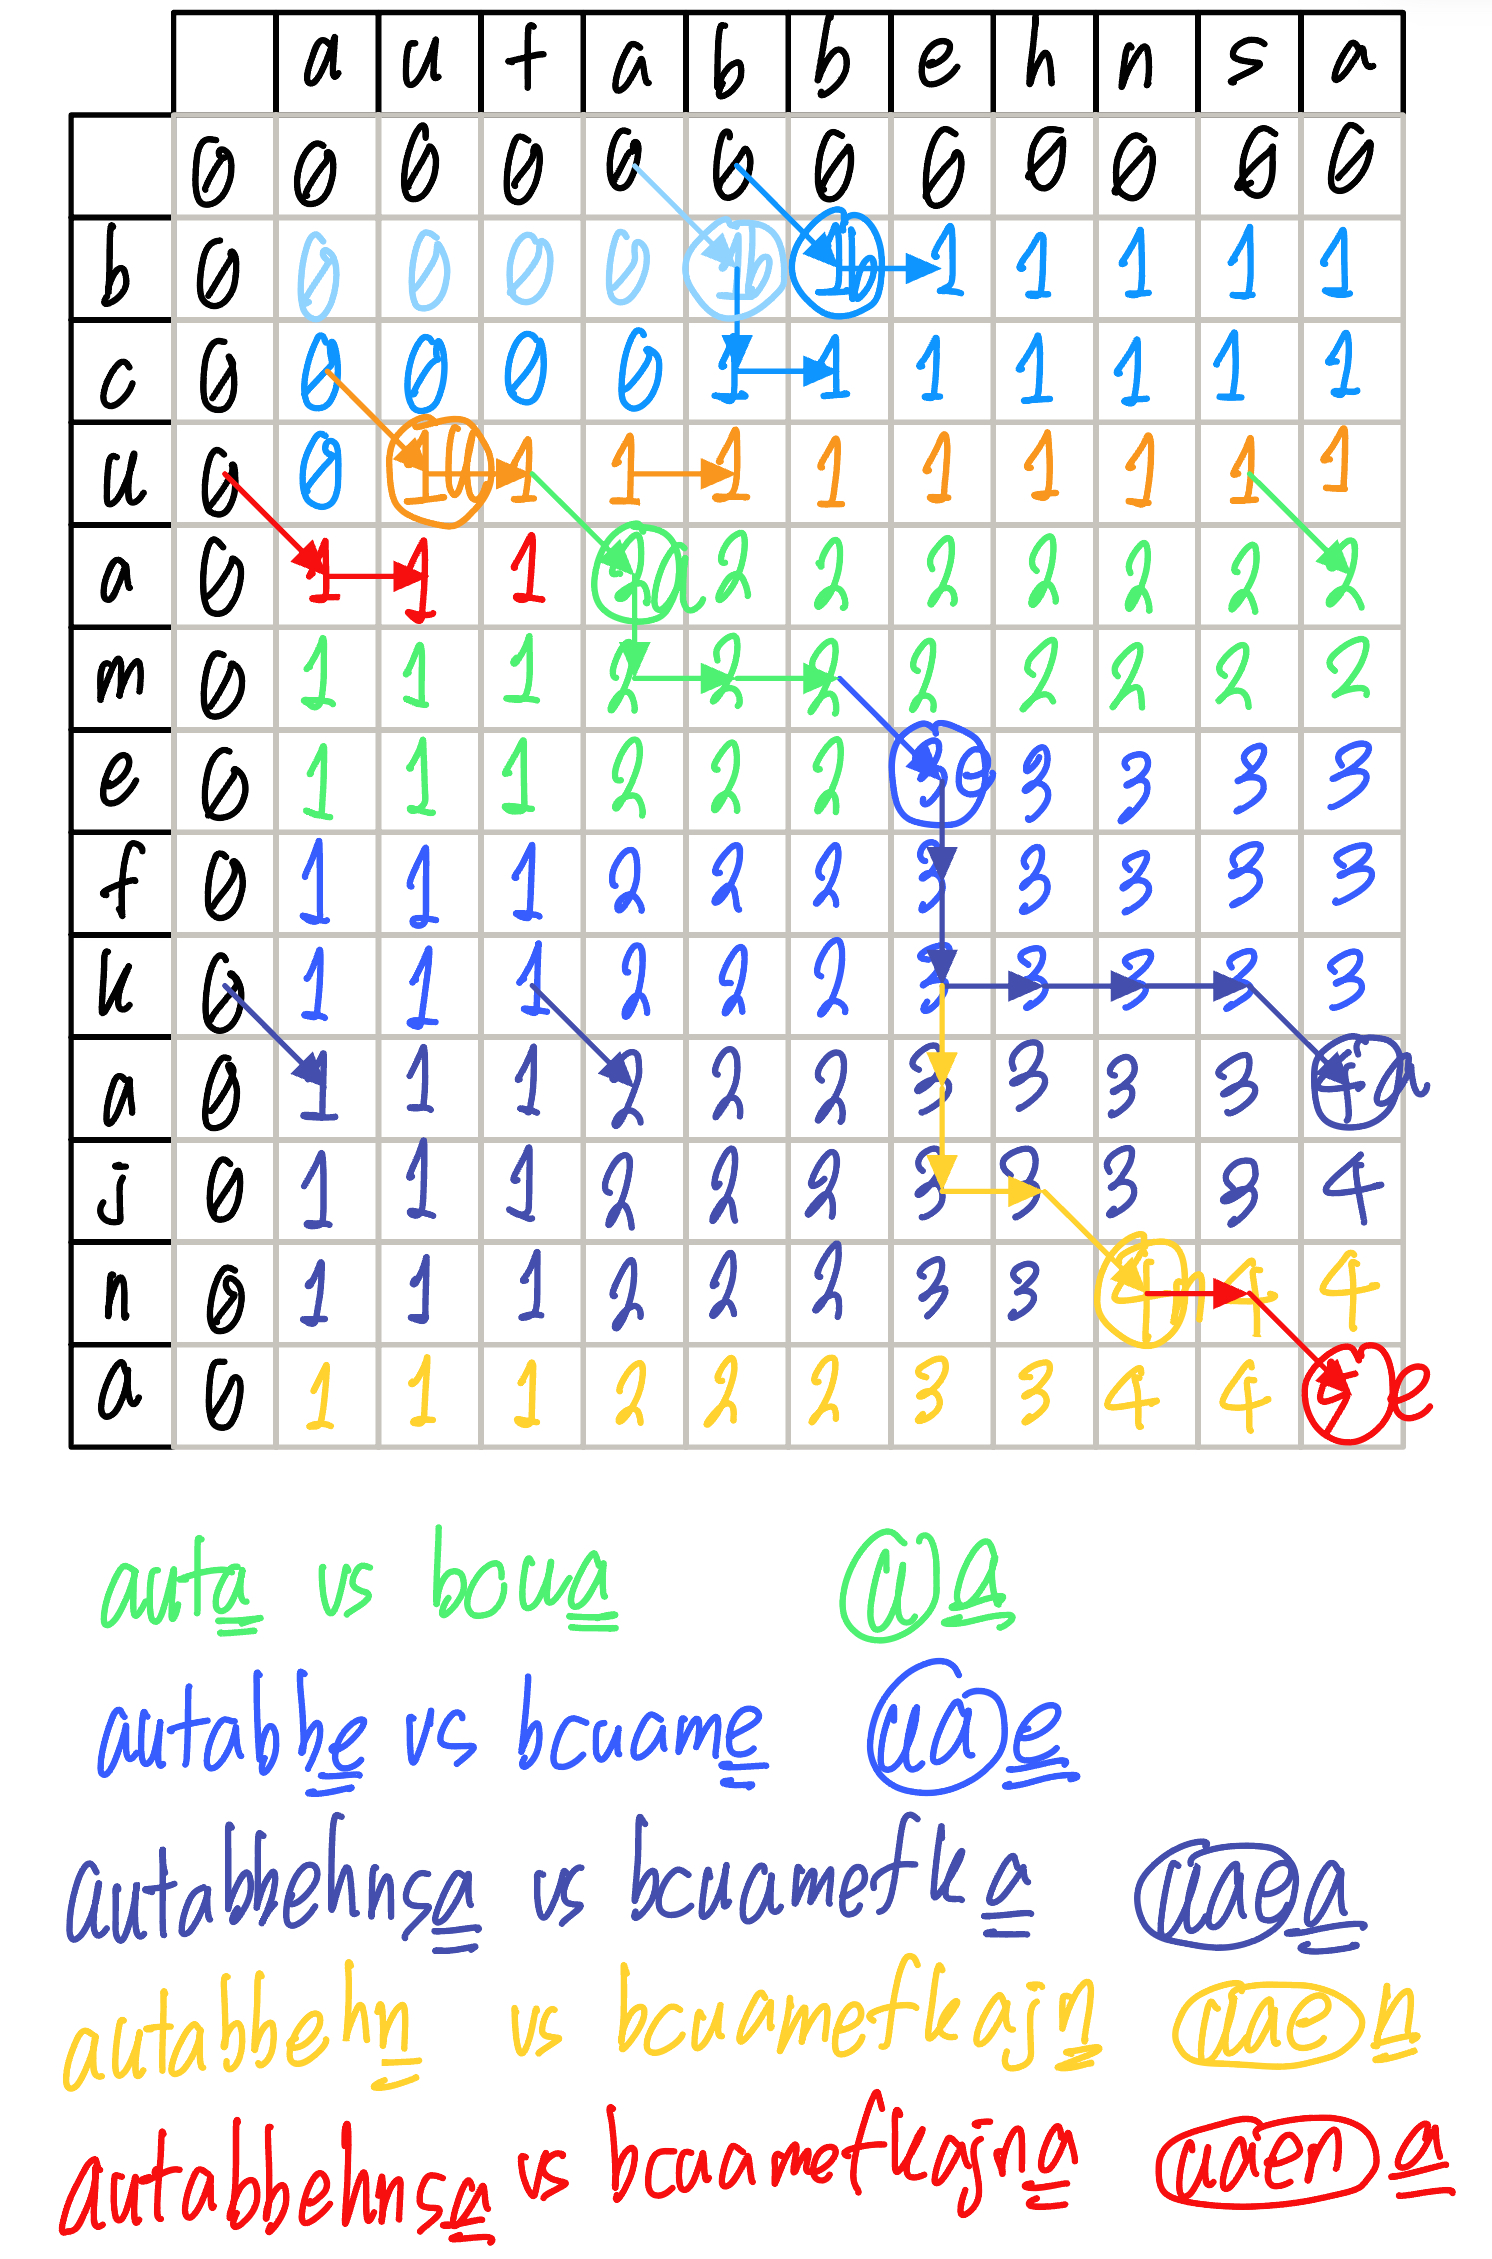 a u t a b b e h n s a
0 0 0 0 0 0 0 0 0 0 0 0
b 0 0 0 0 0 1b 1b 1 1 1 1 1
c 0 0 0 0 0 1 1 1 1 1 1 1
u 0 0 1u 1 1 1 1 1 1 1 1 1
a 0 1 1 1 2a 2 2 2 2 2 2 2
m 0 1 1 1 2 2 2 2 2 2 2 2
e 0 1 1 1 2 2 2 3e 3 3 3 3
f 0 1 1 1 2 2 2 3 3 3 3 3
k 0 1 1 1 2 2 2 3 3 3 3 3
a 0 1 1 1 2 2 2 3 3 3 3 4a
j 0 1 1 1 2 2 2 3 3 3 3 4
n 0 1 1 1 2 2 2 3 3 4n 4 4
a 0 1 1 1 2 2 2 3 3 4 4 5e
auta vs bcua ua
autabbe vs bcuame uae
autabbehnsa vs bcuamefka uaea
autabbehn vs bcuamefkajn uaen
autabbehnsa vs bcuamefkajna uaena